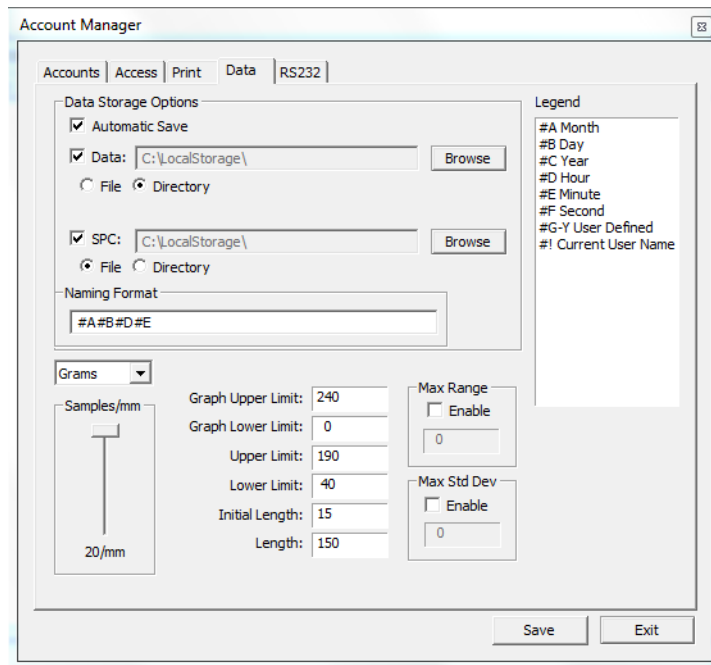 Account Manager
Accounts Access Print Data RS232
Data Storage Options
Automatic Save
Data: C:\LocalStorage\ Browse
File Directory
SPC: C:\LocalStorage\ Browse
File Directory
Naming Format
#A#B#D#E
Legend
#A Month
#B Day
#C Year
#D Hour
#E Minute
#F Second
#G-Y User Defined
#! Current User Name
Grams
Samples/mm
20/mm
Graph Upper Limit: 240
Graph Lower Limit: 0
Upper Limit: 190
Lower Limit: 40
Initial Length: 15
Length: 150
Max Range
Enable
0
Max Std Dev
Enable
0
Save Exit